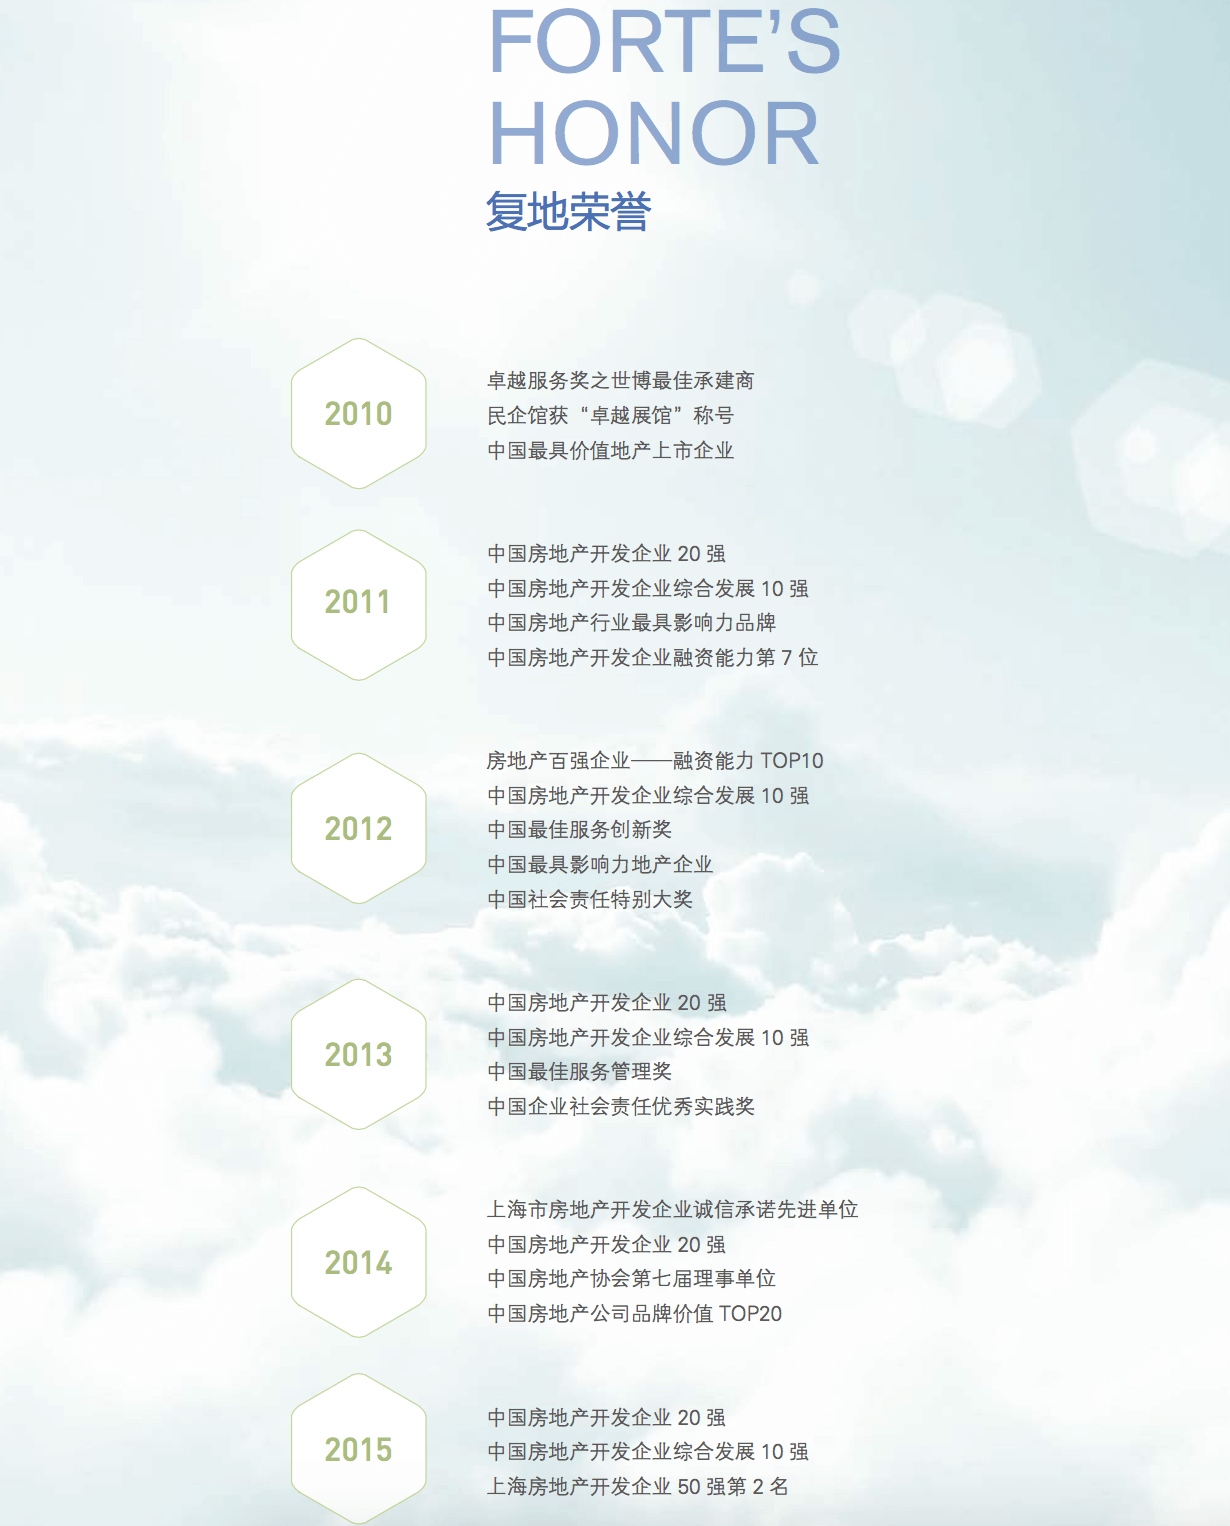 FORTE’S
HONOR
复地荣誉
2010
卓越服务奖之世博最佳承建商
民企馆获“卓越展馆”称号
中国最具价值地产上市企业
2011
中国房地产开发企业 20 强
中国房地产开发企业综合发展 10 强
中国房地产行业最具影响力品牌
中国房地产开发企业融资能力第 7 位
2012
房地产百强企业——融资能力 TOP10
中国房地产开发企业综合发展 10 强
中国最佳服务创新奖
中国最具影响力地产企业
中国社会责任特别大奖
2013
中国房地产开发企业 20 强
中国房地产开发企业综合发展 10 强
中国最佳服务管理奖
中国企业社会责任优秀实践奖
2014
上海市房地产开发企业诚信承诺先进单位
中国房地产开发企业 20 强
中国房地产协会第七届理事单位
中国房地产公司品牌价值 TOP20
2015
中国房地产开发企业 20 强
中国房地产开发企业综合发展 10 强
上海房地产开发企业 50 强第 2 名